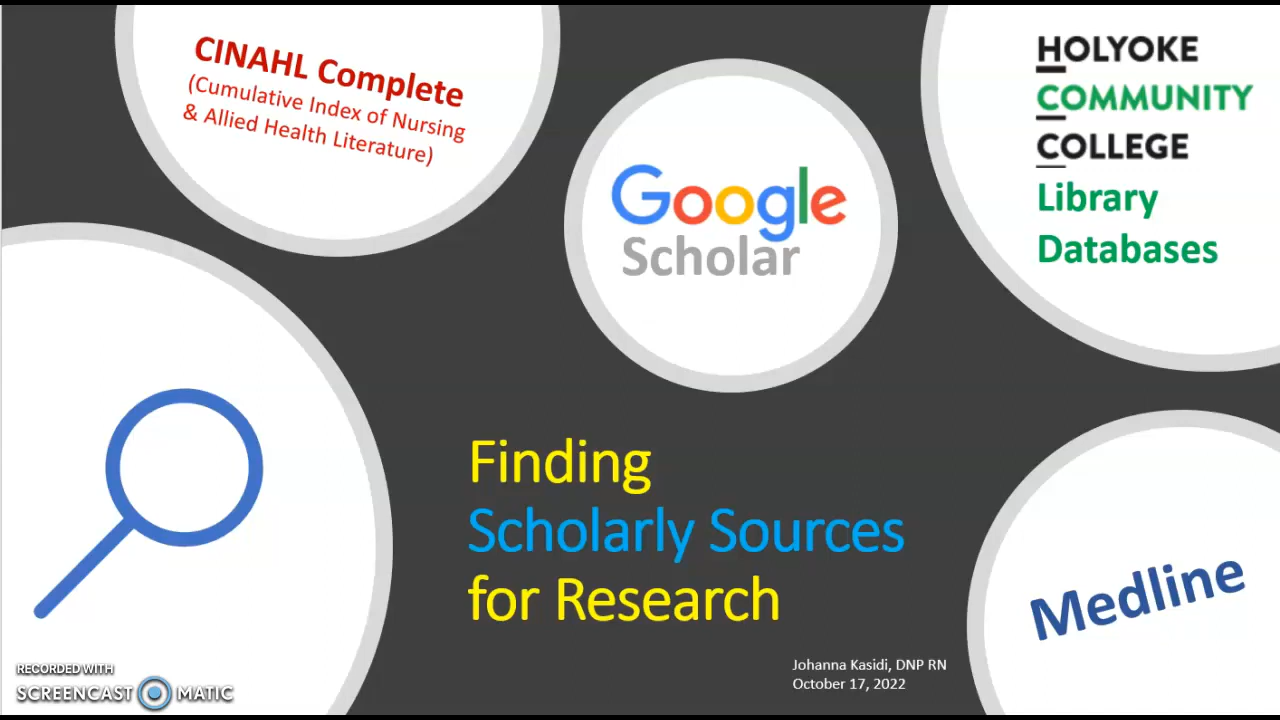 CINAHL Complete
(Cumulative Index of Nursing
& Allied Health Literature)
Google
Scholar
HOLYOKE
COMMUNITY
COLLEGE
Library
Databases
Finding
Scholarly Sources
for Research
Medline
Johanna Kasidi, DNP RN
October 17, 2022
RECORDED WITH
SCREENCAST MATIC